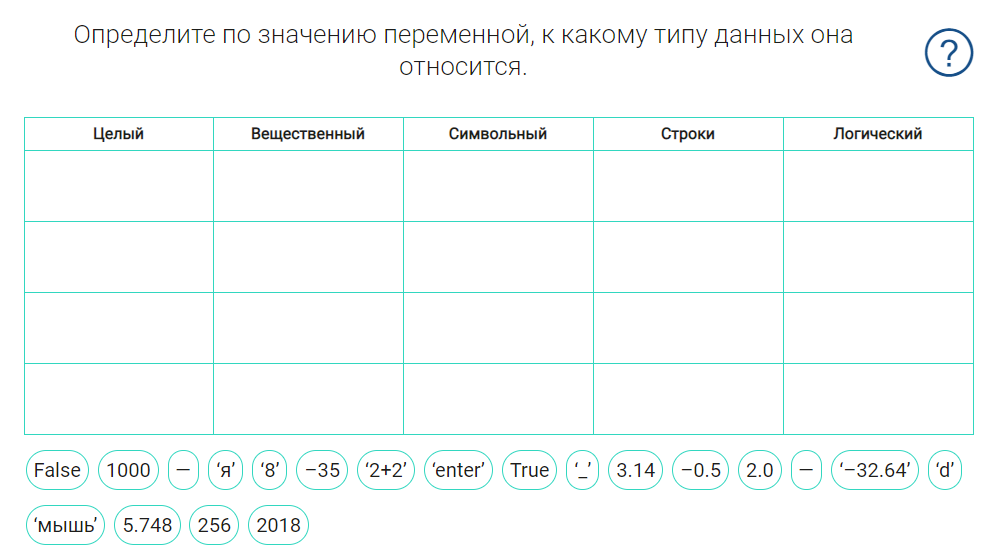 Определите по значению переменной, к какому типу данных она
относится.
?
Целый Вещественный Символьный Строки Логический
False 1000 — ‘я’ ‘8’ −35 ‘2+2’ ‘enter’ True ‘_’ 3.14 −0.5 2.0 — ‘−32.64’ ‘d’
‘мышь’ 5.748 256 2018